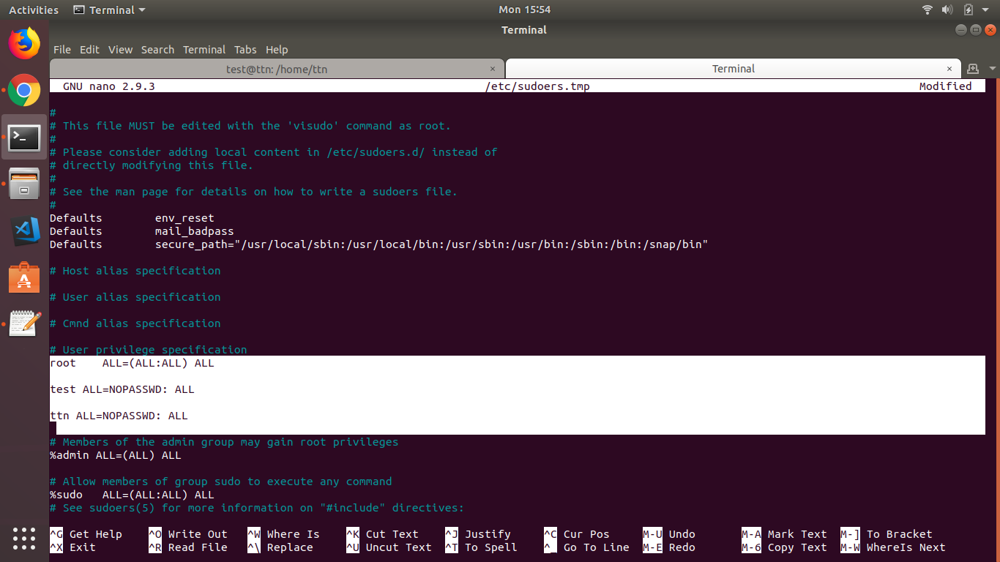 Activities Terminal Mon 15:54
Terminal
File Edit View Search Terminal Tabs Help
test@ttn: /home/ttn × Terminal ×
GNU nano 2.9.3 /etc/sudoers.tmp Modified
#
# This file MUST be edited with the 'visudo' command as root.
#
# Please consider adding local content in /etc/sudoers.d/ instead of
# directly modifying this file.
#
# See the man page for details on how to write a sudoers file.
#
Defaults        env_reset
Defaults        mail_badpass
Defaults        secure_path="/usr/local/sbin:/usr/local/bin:/usr/sbin:/usr/bin:/sbin:/bin:/snap/bin"
# Host alias specification
# User alias specification
# Cmnd alias specification
# User privilege specification
root    ALL=(ALL:ALL) ALL
test ALL=NOPASSWD: ALL
ttn ALL=NOPASSWD: ALL
# Members of the admin group may gain root privileges
%admin ALL=(ALL) ALL
# Allow members of group sudo to execute any command
%sudo   ALL=(ALL:ALL) ALL
# See sudoers(5) for more information on "#include" directives:
^G Get Help ^O Write Out ^W Where Is ^K Cut Text ^J Justify ^C Cur Pos M-U Undo M-A Mark Text M-] To Bracket
^X Exit ^R Read File ^\ Replace ^U Uncut Text ^T To Spell ^_ Go To Line M-E Redo M-6 Copy Text M-W WhereIs Next